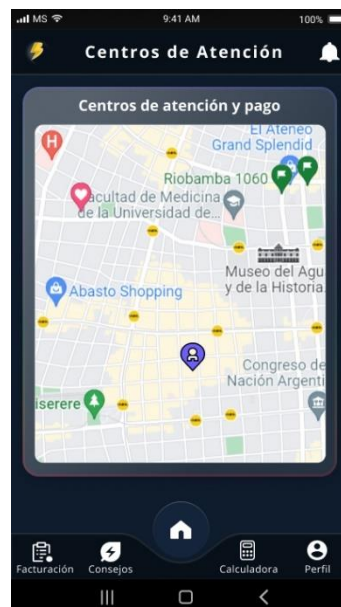 MS 9:41 AM 100%
Centros de Atención
Centros de atención y pago
H
El Ateneo
Grand Splendid
Riobamba 1060
acultad de Medicina
de la Universidad de...
Museo del Agu
y de la Historia.
Abasto Shopping
Congreso de
Nación Argenti
iserere
Facturación Consejos Calculadora Perfil